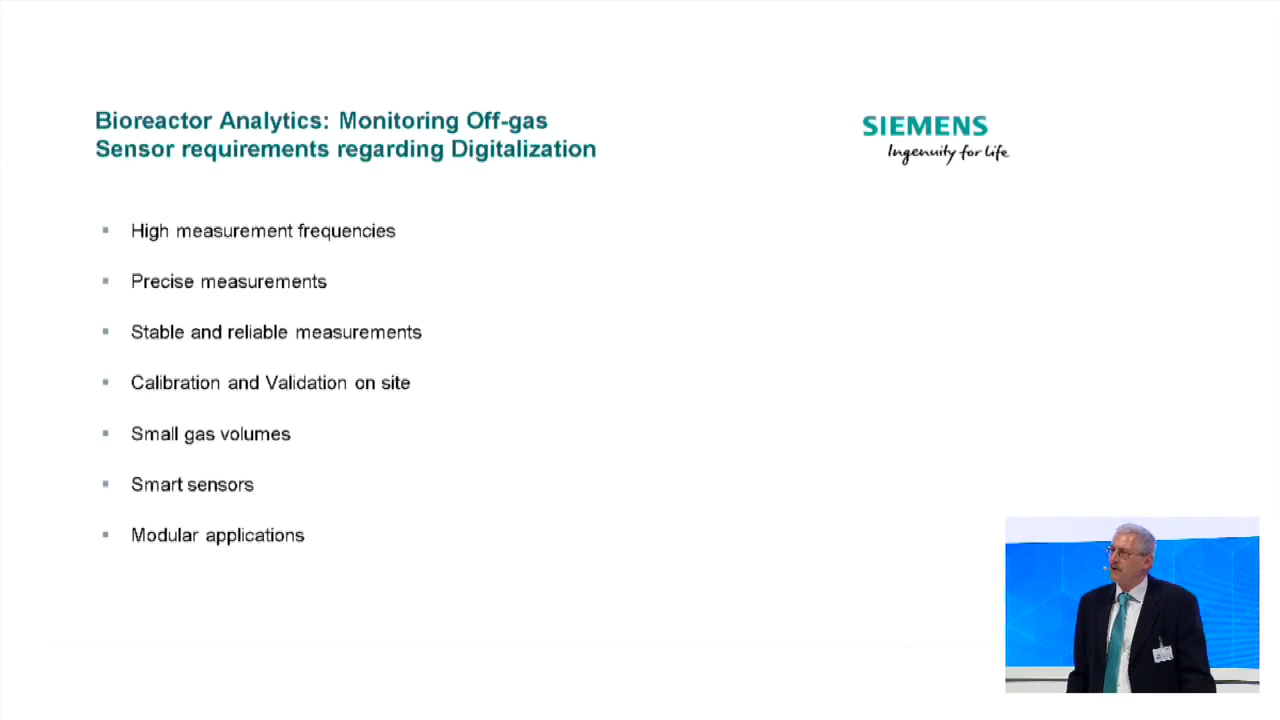 Bioreactor Analytics: Monitoring Off-gas
Sensor requirements regarding Digitalization
SIEMENS
Ingenuity for life
High measurement frequencies
Precise measurements
Stable and reliable measurements
Calibration and Validation on site
Small gas volumes
Smart sensors
Modular applications